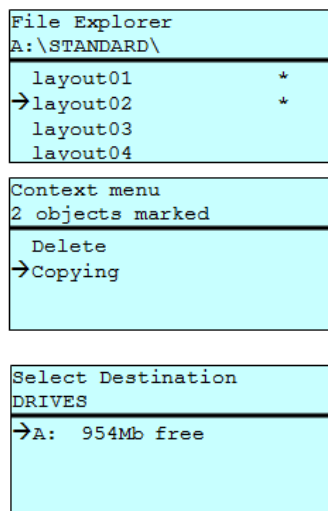 File Explorer
A:\STANDARD\
layout01 *
→layout02 *
layout03
layout04
Context menu
2 objects marked
Delete
→Copying
Select Destination
DRIVES
→A: 954Mb free